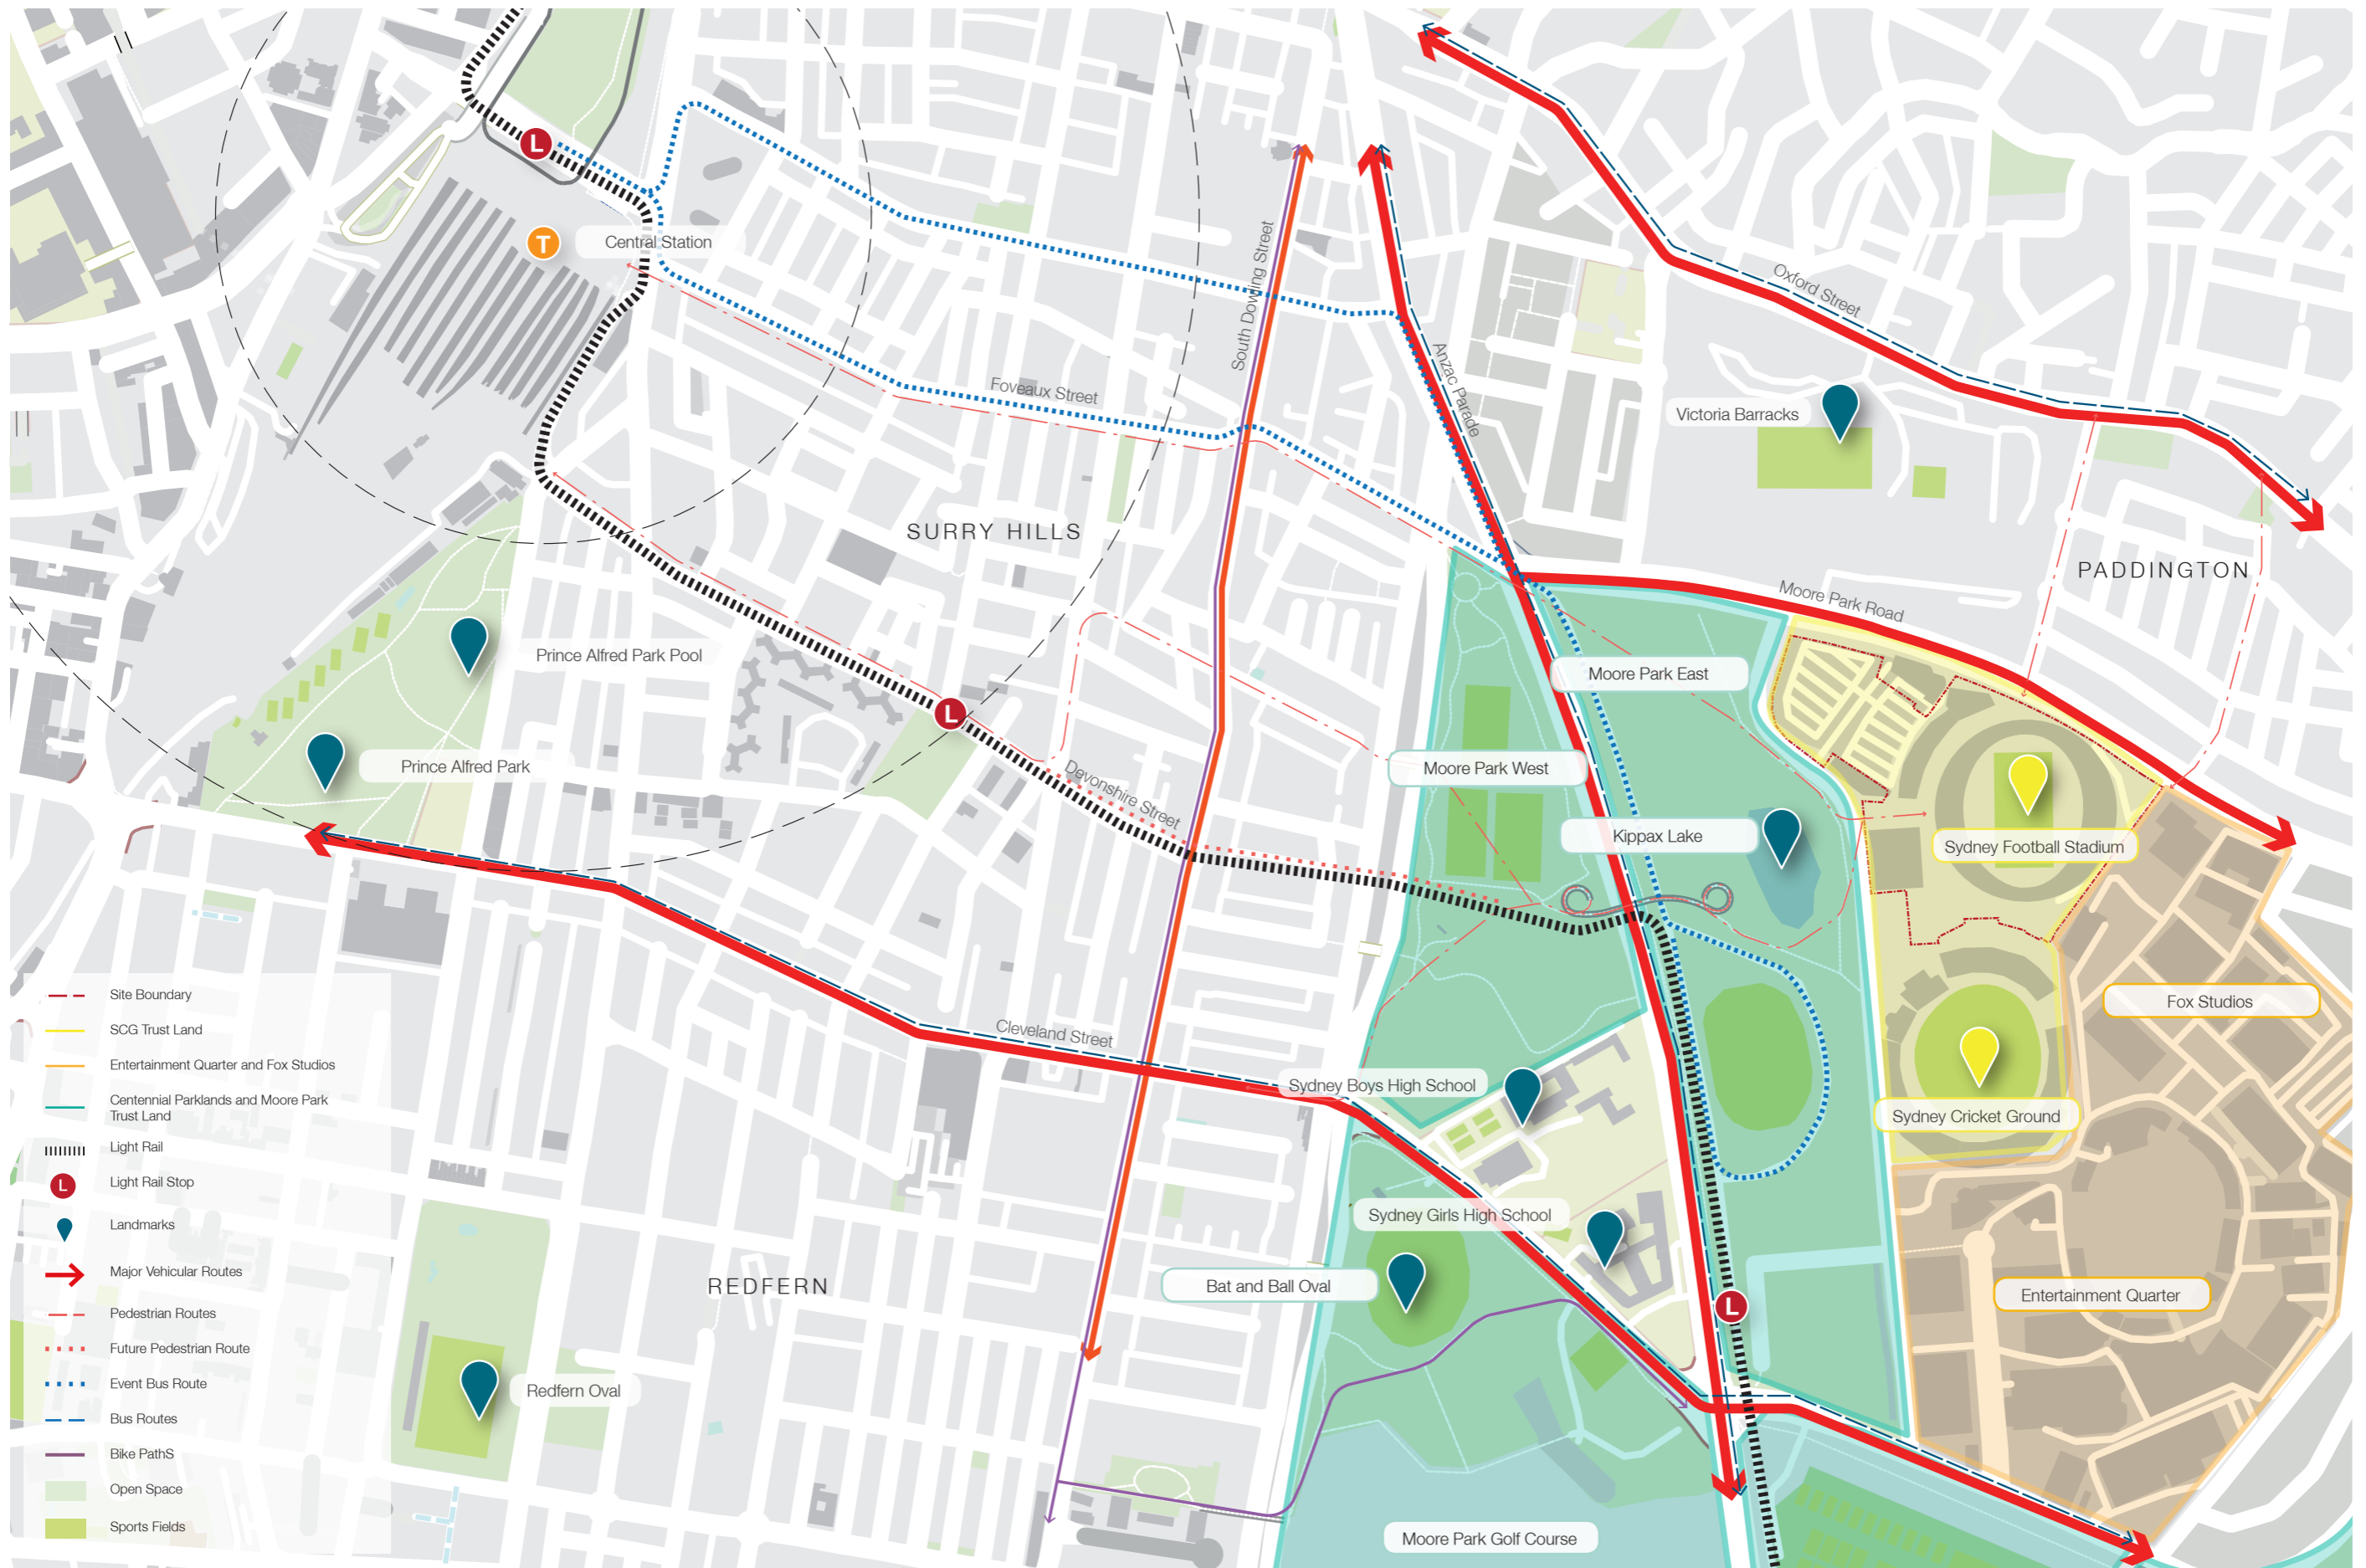 L
T
Central Station
South Dowling Street
Oxford Street
Anzac Parade
Foveaux Street
Victoria Barracks
SURRY HILLS
PADDINGTON
Moore Park Road
Prince Alfred Park Pool
Moore Park East
L
Prince Alfred Park
Moore Park West
Devonshire Street
Kippax Lake
Sydney Football Stadium
Fox Studios
Cleveland Street
Sydney Boys High School
Sydney Cricket Ground
Sydney Girls High School
REDFERN
Bat and Ball Oval
Entertainment Quarter
L
Redfern Oval
Moore Park Golf Course
Site Boundary
SCG Trust Land
Entertainment Quarter and Fox Studios
Centennial Parklands and Moore Park
Trust Land
Light Rail
L
Light Rail Stop
Landmarks
Major Vehicular Routes
Pedestrian Routes
Future Pedestrian Route
Event Bus Route
Bus Routes
Bike PathS
Open Space
Sports Fields